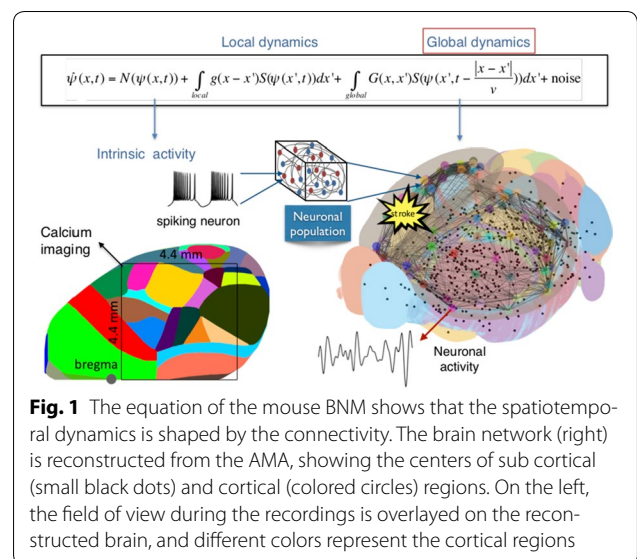 Local dynamics
Global dynamics
ψ̇(x,t) = N(ψ(x,t)) + ∫ g(x−x')S(ψ(x',t))dx'+ ∫ G(x,x')S(ψ(x',t − |x − x'| / v))dx'+ noise
local
global
Intrinsic activity
spiking neuron
Neuronal
population
stroke
Calcium
imaging
4.4 mm
4.4 mm
bregma
Neuronal
activity
Fig. 1 The equation of the mouse BNM shows that the spatiotempo-
ral dynamics is shaped by the connectivity. The brain network (right)
is reconstructed from the AMA, showing the centers of sub cortical
(small black dots) and cortical (colored circles) regions. On the left,
the field of view during the recordings is overlayed on the recon-
structed brain, and different colors represent the cortical regions